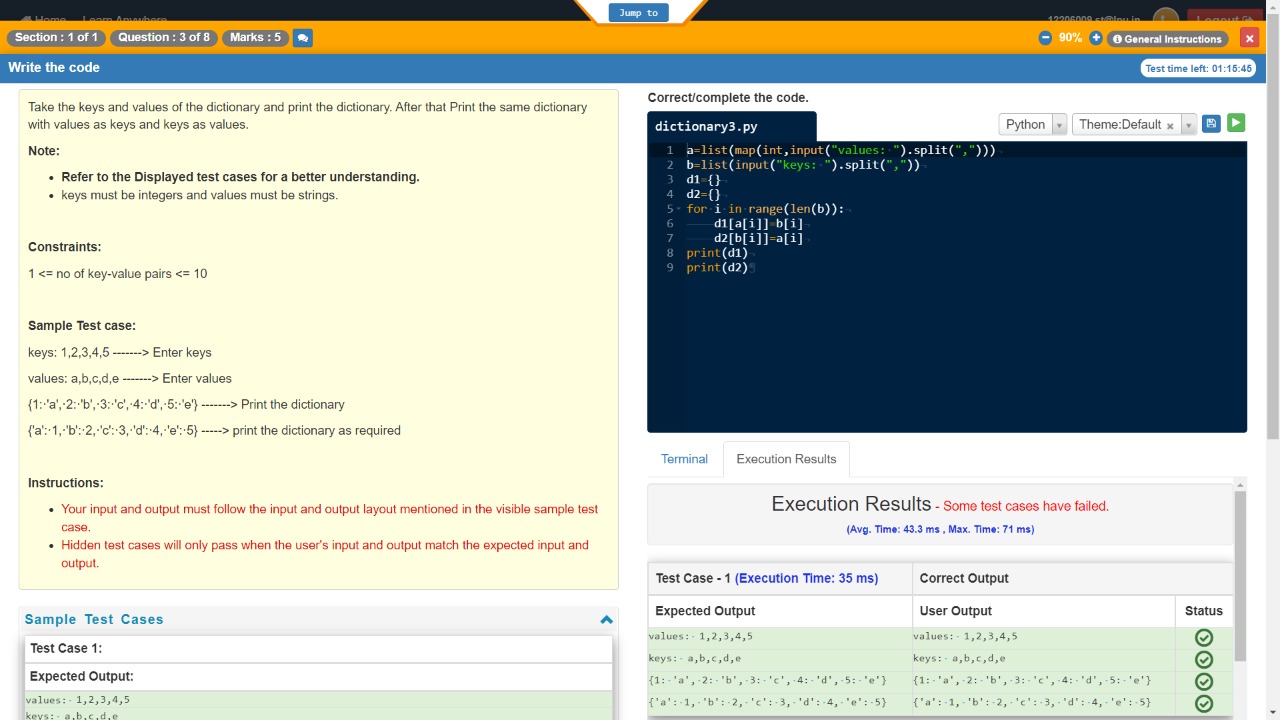 Home Learn Anywhere
Jump to
12206009.st@lpu.in
Logout
Section : 1 of 1 Question : 3 of 8 Marks : 5
90% General Instructions
Write the code
Test time left: 01:15:45
Take the keys and values of the dictionary and print the dictionary. After that Print the same dictionary
with values as keys and keys as values.
Note:
Refer to the Displayed test cases for a better understanding.
keys must be integers and values must be strings.
Constraints:
1 <= no of key-value pairs <= 10
Sample Test case:
keys: 1,2,3,4,5 -------> Enter keys
values: a,b,c,d,e -------> Enter values
{1:·'a',·2:·'b',·3:·'c',·4:·'d',·5:·'e'} -------> Print the dictionary
{'a':·1,·'b':·2,·'c':·3,·'d':·4,·'e':·5} -----> print the dictionary as required
Instructions:
Your input and output must follow the input and output layout mentioned in the visible sample test
case.
Hidden test cases will only pass when the user's input and output match the expected input and
output.
Sample Test Cases
Test Case 1:
Expected Output:
values:· 1,2,3,4,5
keys:· a,b,c,d,e
Correct/complete the code.
dictionary3.py
Python Theme:Default ×
1 a=list(map(int,input("values:·").split(",")))
2 b=list(input("keys:·").split(","))
3 d1={}
4 d2={}
5 for·i·in·range(len(b)):
6 d1[a[i]]=b[i]
7 d2[b[i]]=a[i]
8 print(d1)
9 print(d2)
Terminal Execution Results
Execution Results - Some test cases have failed.
(Avg. Time: 43.3 ms , Max. Time: 71 ms)
Test Case - 1 (Execution Time: 35 ms) Correct Output
Expected Output User Output Status
values:· 1,2,3,4,5 values:· 1,2,3,4,5
keys:· a,b,c,d,e keys:· a,b,c,d,e
{1:·'a',·2:·'b',·3:·'c',·4:·'d',·5:·'e'} {1:·'a',·2:·'b',·3:·'c',·4:·'d',·5:·'e'}
{'a':·1,·'b':·2,·'c':·3,·'d':·4,·'e':·5} {'a':·1,·'b':·2,·'c':·3,·'d':·4,·'e':·5}